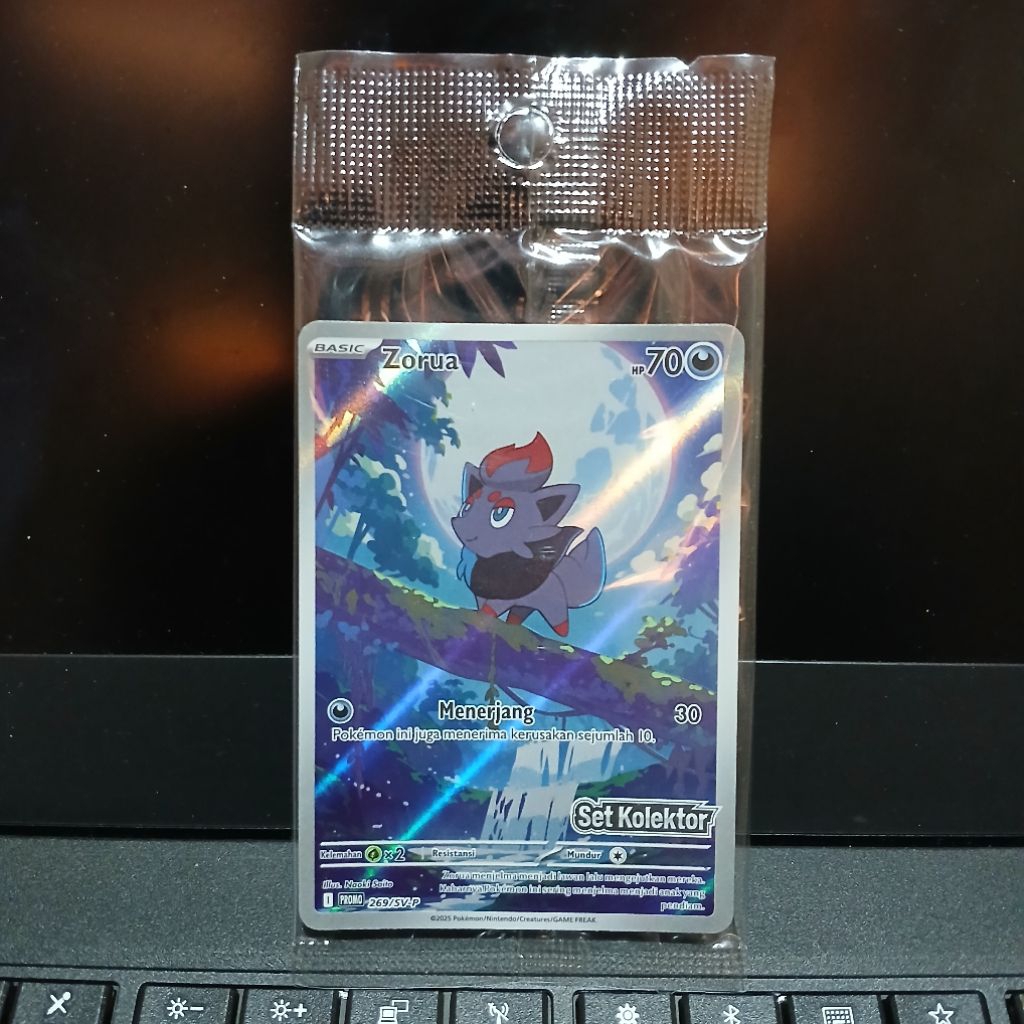 BASIC Zorua HP 70
Menerjang 30
Pokémon ini juga menerima kerusakan sejumlah 10.
Set Kolektor
Kelemahan ×2 Resistansi Mundur
Zorua menjelma menjadi lawan lalu mengejutkan mereka.
Kabarnya Pokémon ini sering menjelma menjadi anak yang
pendiam.
Illus. Naoki Saito
I PROMO 269/SV-P
©2025 Pokémon/Nintendo/Creatures/GAME FREAK